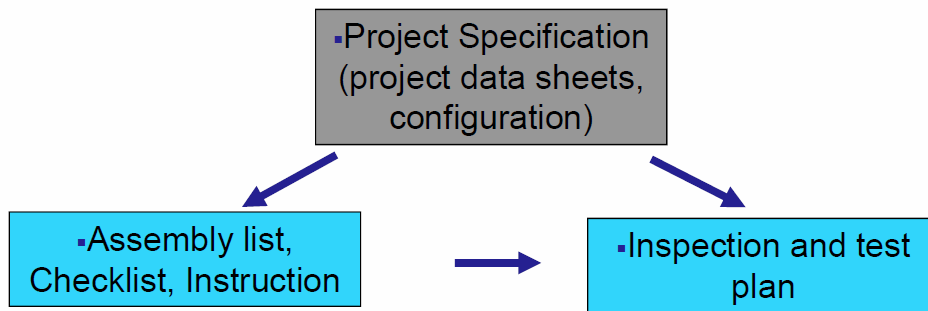 ▪Project Specification
(project data sheets,
configuration)
▪Assembly list,
Checklist, Instruction
▪Inspection and test
plan